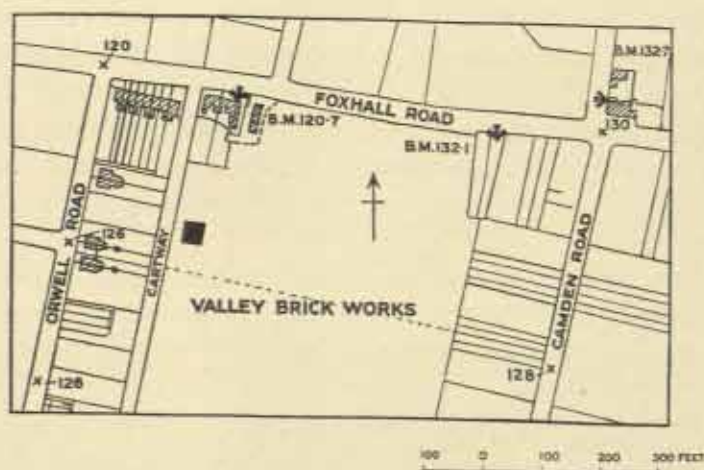 120
B.M.132·7
FOXHALL ROAD
B.M.120·7
130
B.M.132·1
ORWELL ROAD
126
CARTWAY
CAMDEN ROAD
VALLEY BRICK WORKS
128
126
100 0 100 200 300 FEET